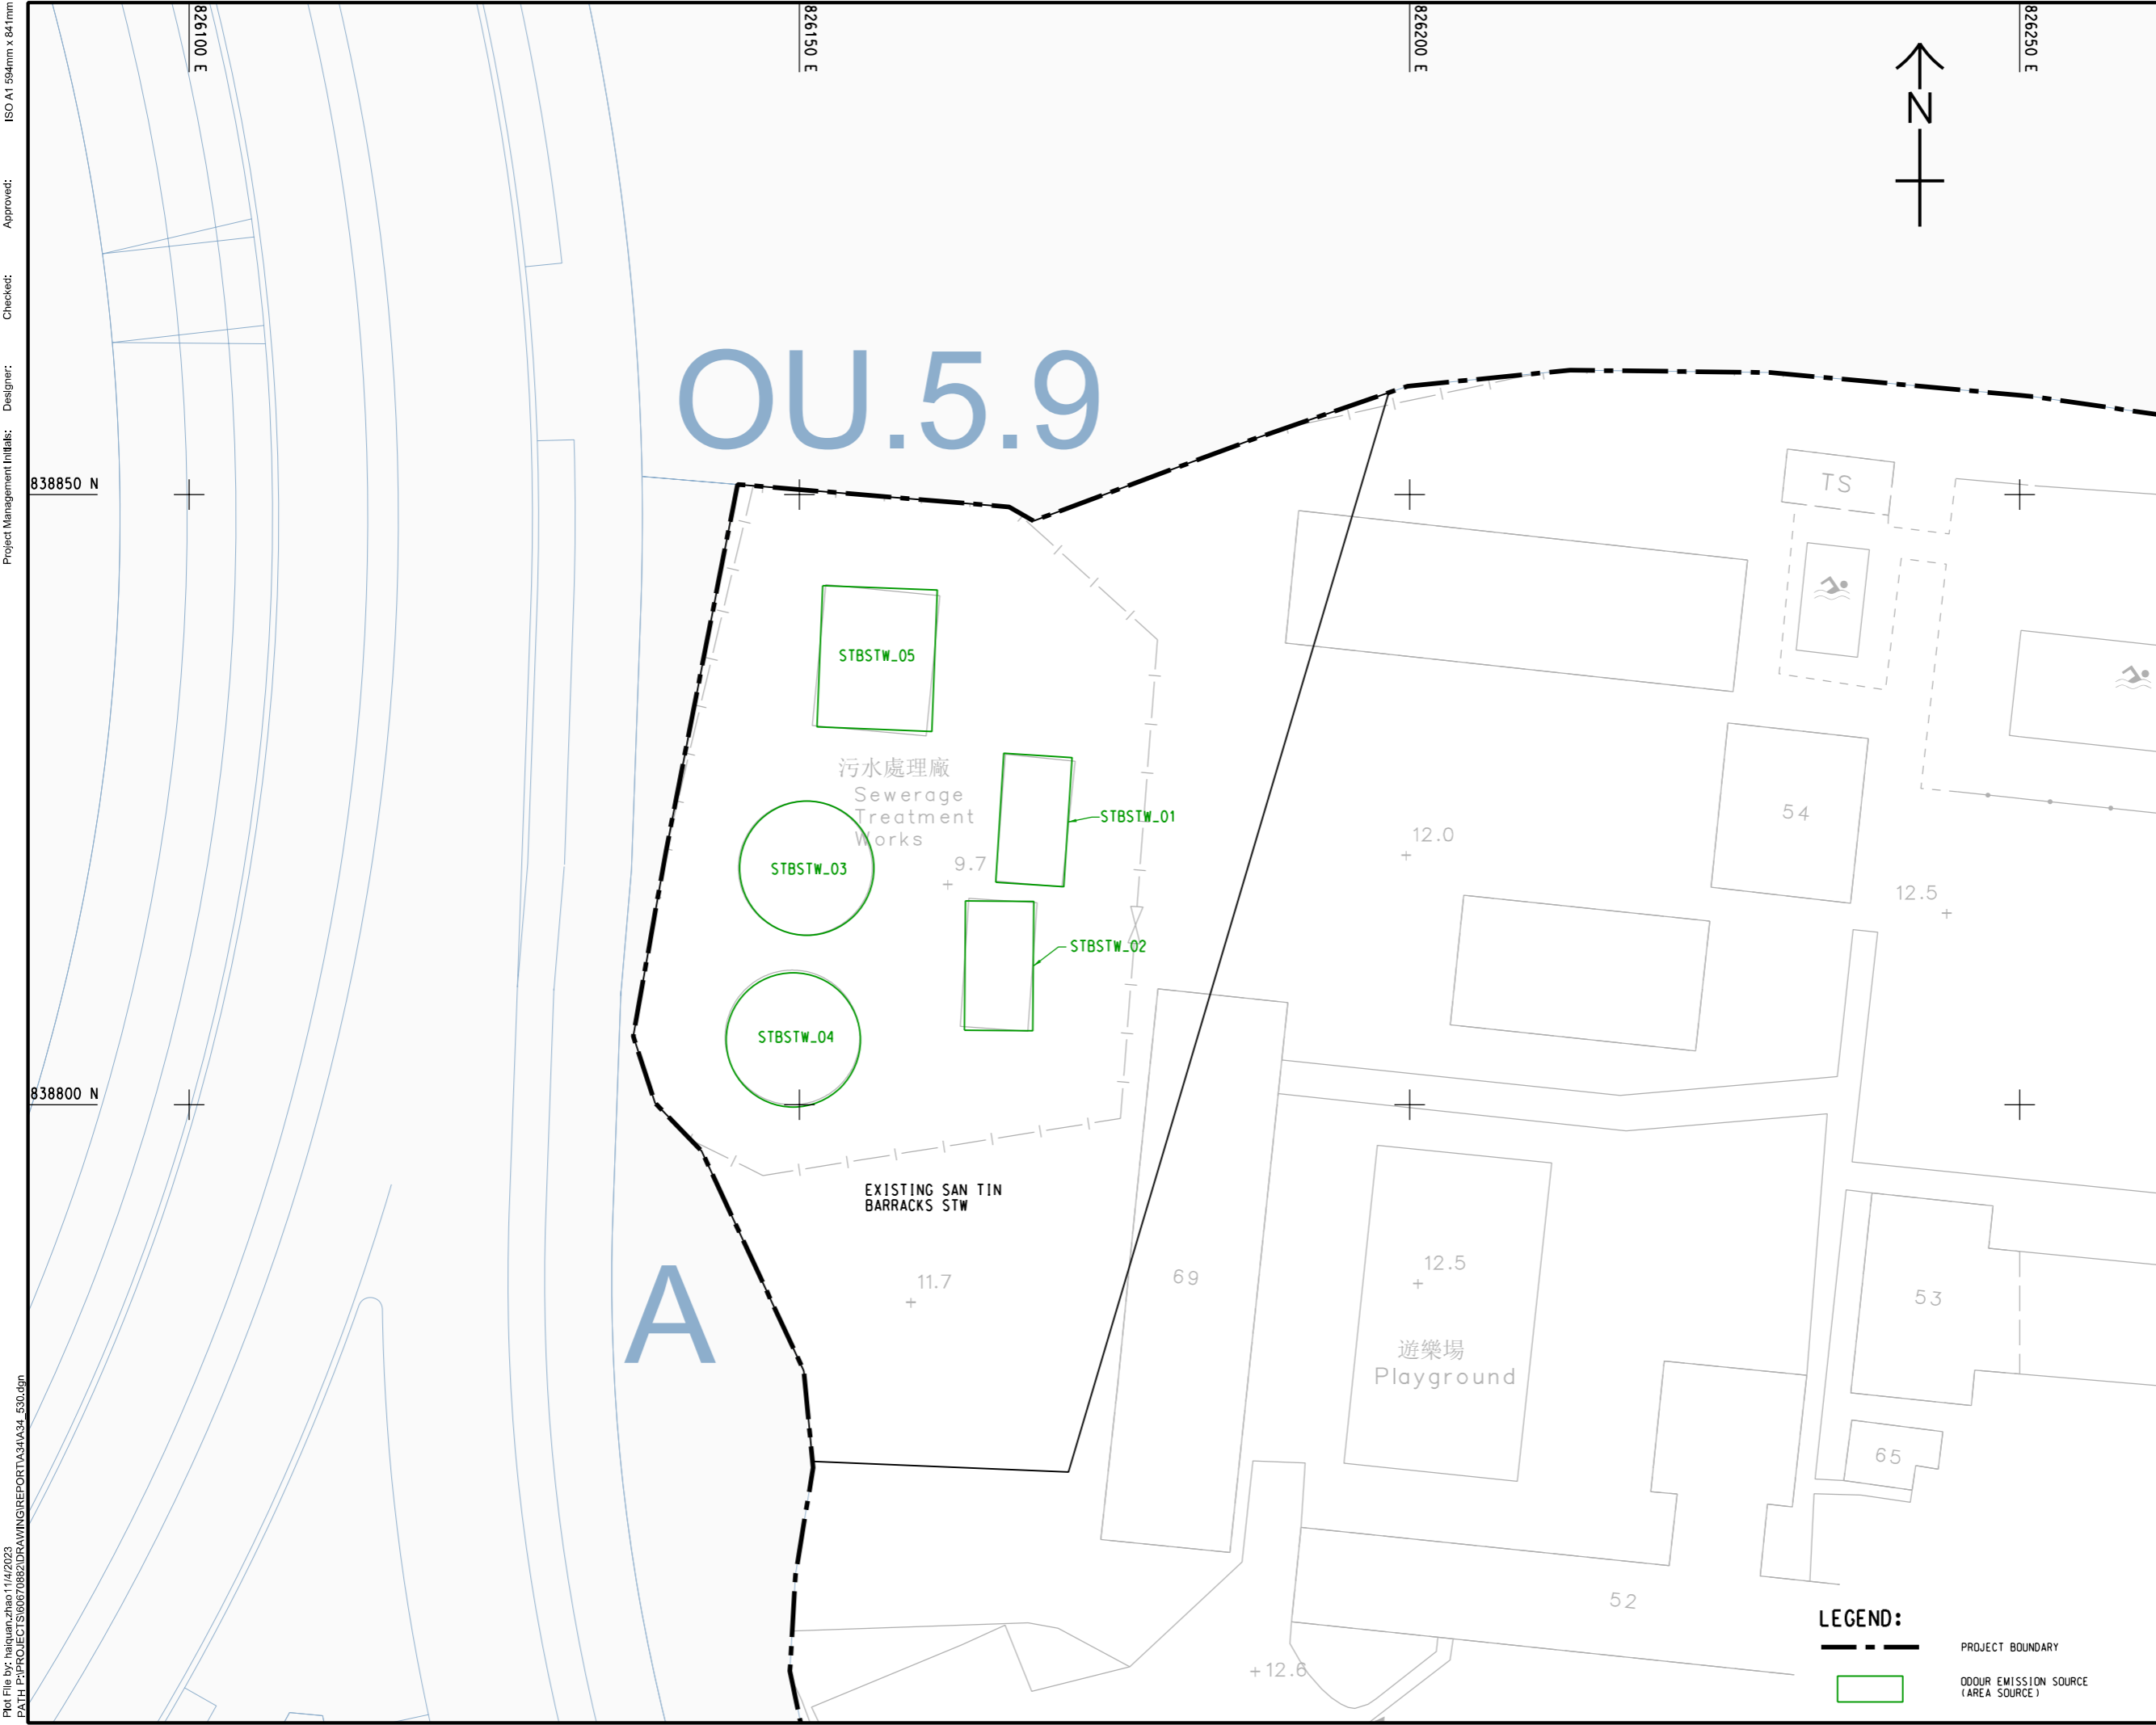 826100 E
826150 E
826200 E
826250 E
N
ISO A1 594mm x 841mm
Approved:
Checked:
Designer:
Project Management Initials:
OU.5.9
838850 N
TS
STBSTW_05
污水處理廠
Sewerage
Treatment
Works
STBSTW_01
54
12.0
9.7
STBSTW_03
12.5
STBSTW_02
STBSTW_04
838800 N
EXISTING SAN TIN
BARRACKS STW
A
11.7
69
12.5
53
遊樂場
Playground
65
52
12.6
LEGEND:
PROJECT BOUNDARY
ODOUR EMISSION SOURCE
(AREA SOURCE)
Plot File by: haiquan.zhao 11/4/2023
PATH P:\PROJECTS\60670882\DRAWING\REPORT\A34\A34_530.dgn